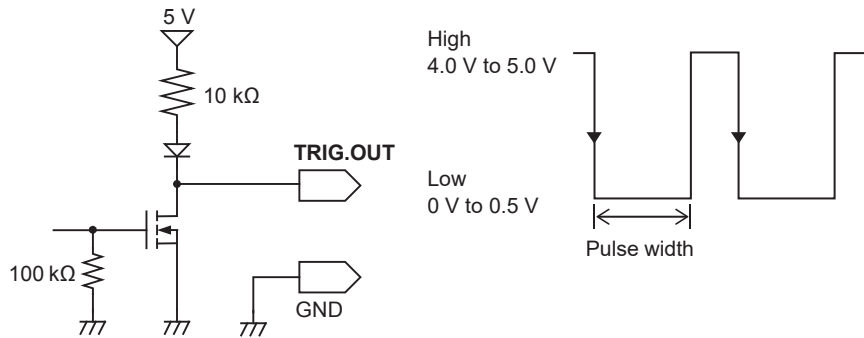 5 V
10 kΩ
TRIG.OUT
100 kΩ
GND
High
4.0 V to 5.0 V
Low
0 V to 0.5 V
Pulse width